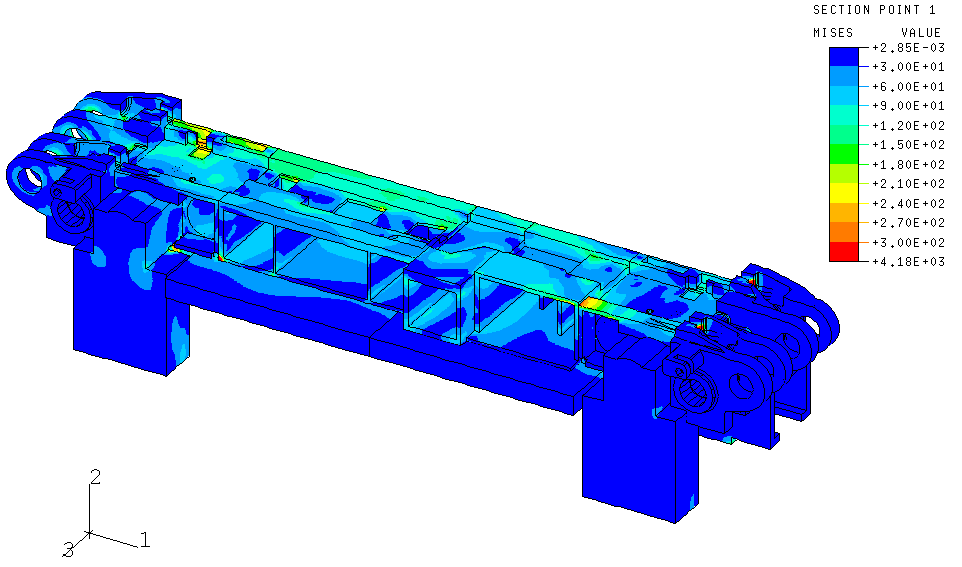 SECTION POINT 1
MISES VALUE
+2.85E-03
+3.00E+01
+6.00E+01
+9.00E+01
+1.20E+02
+1.50E+02
+1.80E+02
+2.10E+02
+2.40E+02
+2.70E+02
+3.00E+02
+4.18E+03
2
1
3